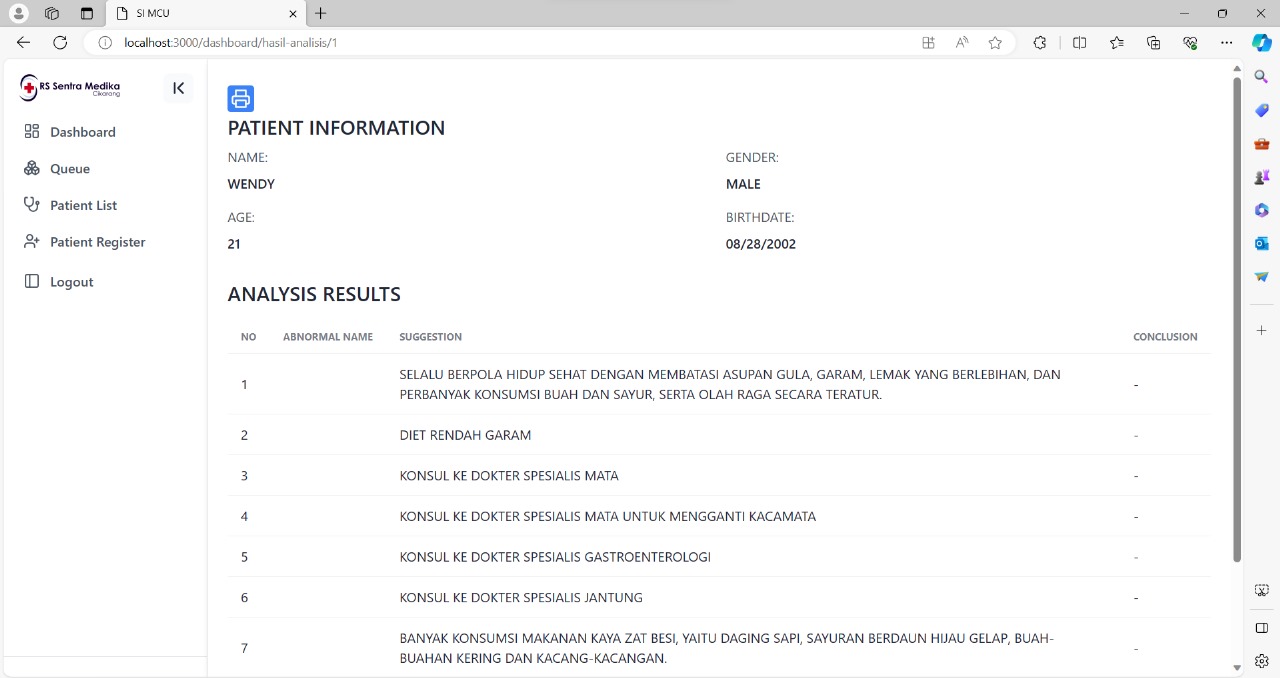 SI MCU
localhost:3000/dashboard/hasil-analisis/1
RS Sentra Medika
Cikarang
Dashboard
Queue
Patient List
Patient Register
Logout
PATIENT INFORMATION
NAME: GENDER:
WENDY MALE
AGE: BIRTHDATE:
21 08/28/2002
ANALYSIS RESULTS
NO ABNORMAL NAME SUGGESTION CONCLUSION
1 SELALU BERPOLA HIDUP SEHAT DENGAN MEMBATASI ASUPAN GULA, GARAM, LEMAK YANG BERLEBIHAN, DAN -
PERBANYAK KONSUMSI BUAH DAN SAYUR, SERTA OLAH RAGA SECARA TERATUR.
2 DIET RENDAH GARAM -
3 KONSUL KE DOKTER SPESIALIS MATA -
4 KONSUL KE DOKTER SPESIALIS MATA UNTUK MENGGANTI KACAMATA -
5 KONSUL KE DOKTER SPESIALIS GASTROENTEROLOGI -
6 KONSUL KE DOKTER SPESIALIS JANTUNG -
7 BANYAK KONSUMSI MAKANAN KAYA ZAT BESI, YAITU DAGING SAPI, SAYURAN BERDAUN HIJAU GELAP, BUAH- -
BUAHAN KERING DAN KACANG-KACANGAN.